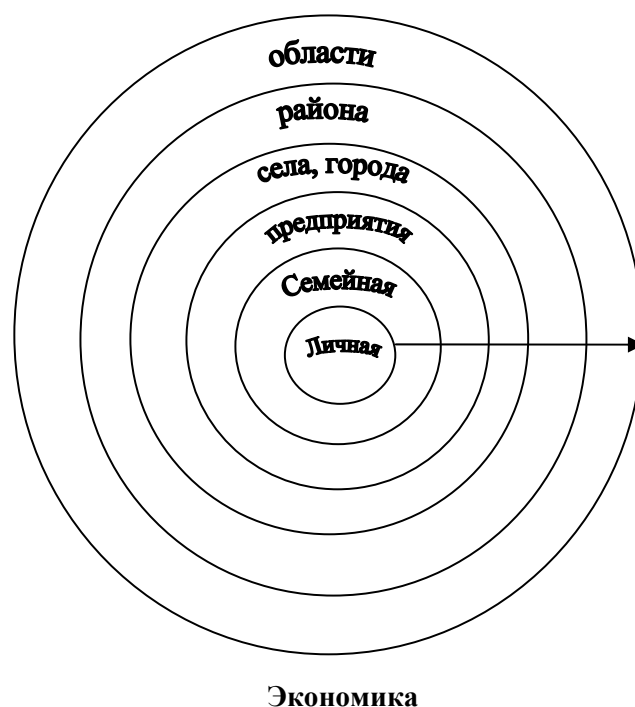 области
района
села, города
предприятия
Семейная
Личная
Экономика